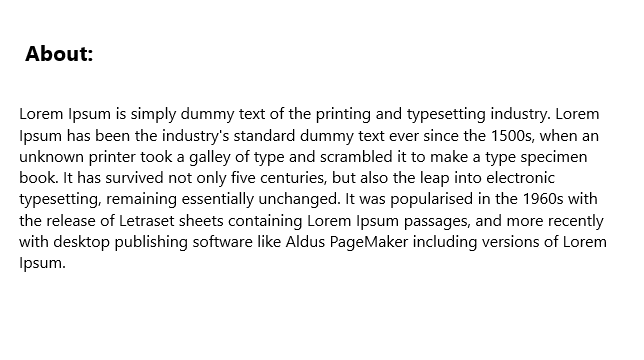 About:
Lorem Ipsum is simply dummy text of the printing and typesetting industry. Lorem
Ipsum has been the industry's standard dummy text ever since the 1500s, when an
unknown printer took a galley of type and scrambled it to make a type specimen
book. It has survived not only five centuries, but also the leap into electronic
typesetting, remaining essentially unchanged. It was popularised in the 1960s with
the release of Letraset sheets containing Lorem Ipsum passages, and more recently
with desktop publishing software like Aldus PageMaker including versions of Lorem
Ipsum.